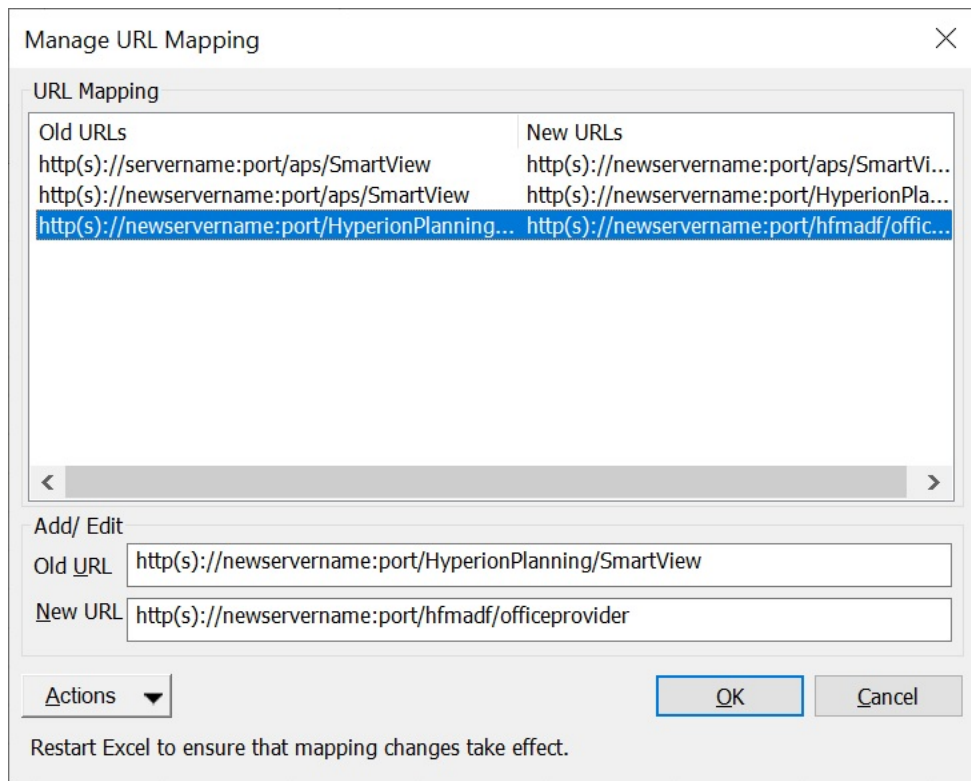 Manage URL Mapping
URL Mapping
Old URLs New URLs
http(s)://servername:port/aps/SmartView http(s)://newservername:port/aps/SmartVi...
http(s)://newservername:port/aps/SmartView http(s)://newservername:port/HyperionPla...
http(s)://newservername:port/HyperionPlanning... http(s)://newservername:port/hfmadf/offic...
Add/ Edit
Old URL http(s)://newservername:port/HyperionPlanning/SmartView
New URL http(s)://newservername:port/hfmadf/officeprovider
Actions OK Cancel
Restart Excel to ensure that mapping changes take effect.